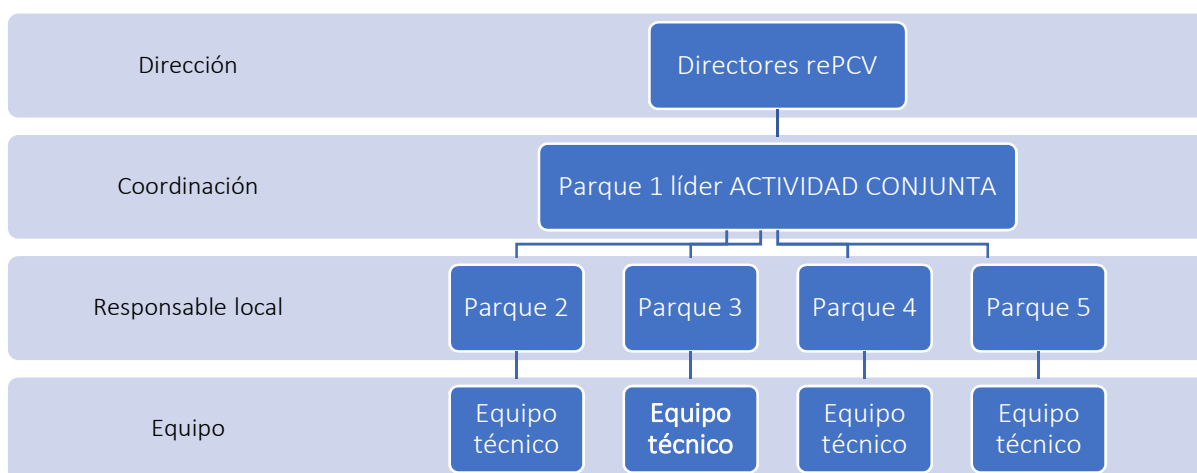 Dirección
Directores rePCV
Coordinación
Parque 1 líder ACTIVIDAD CONJUNTA
Responsable local
Parque 2
Parque 3
Parque 4
Parque 5
Equipo
Equipo
técnico
Equipo
técnico
Equipo
técnico
Equipo
técnico